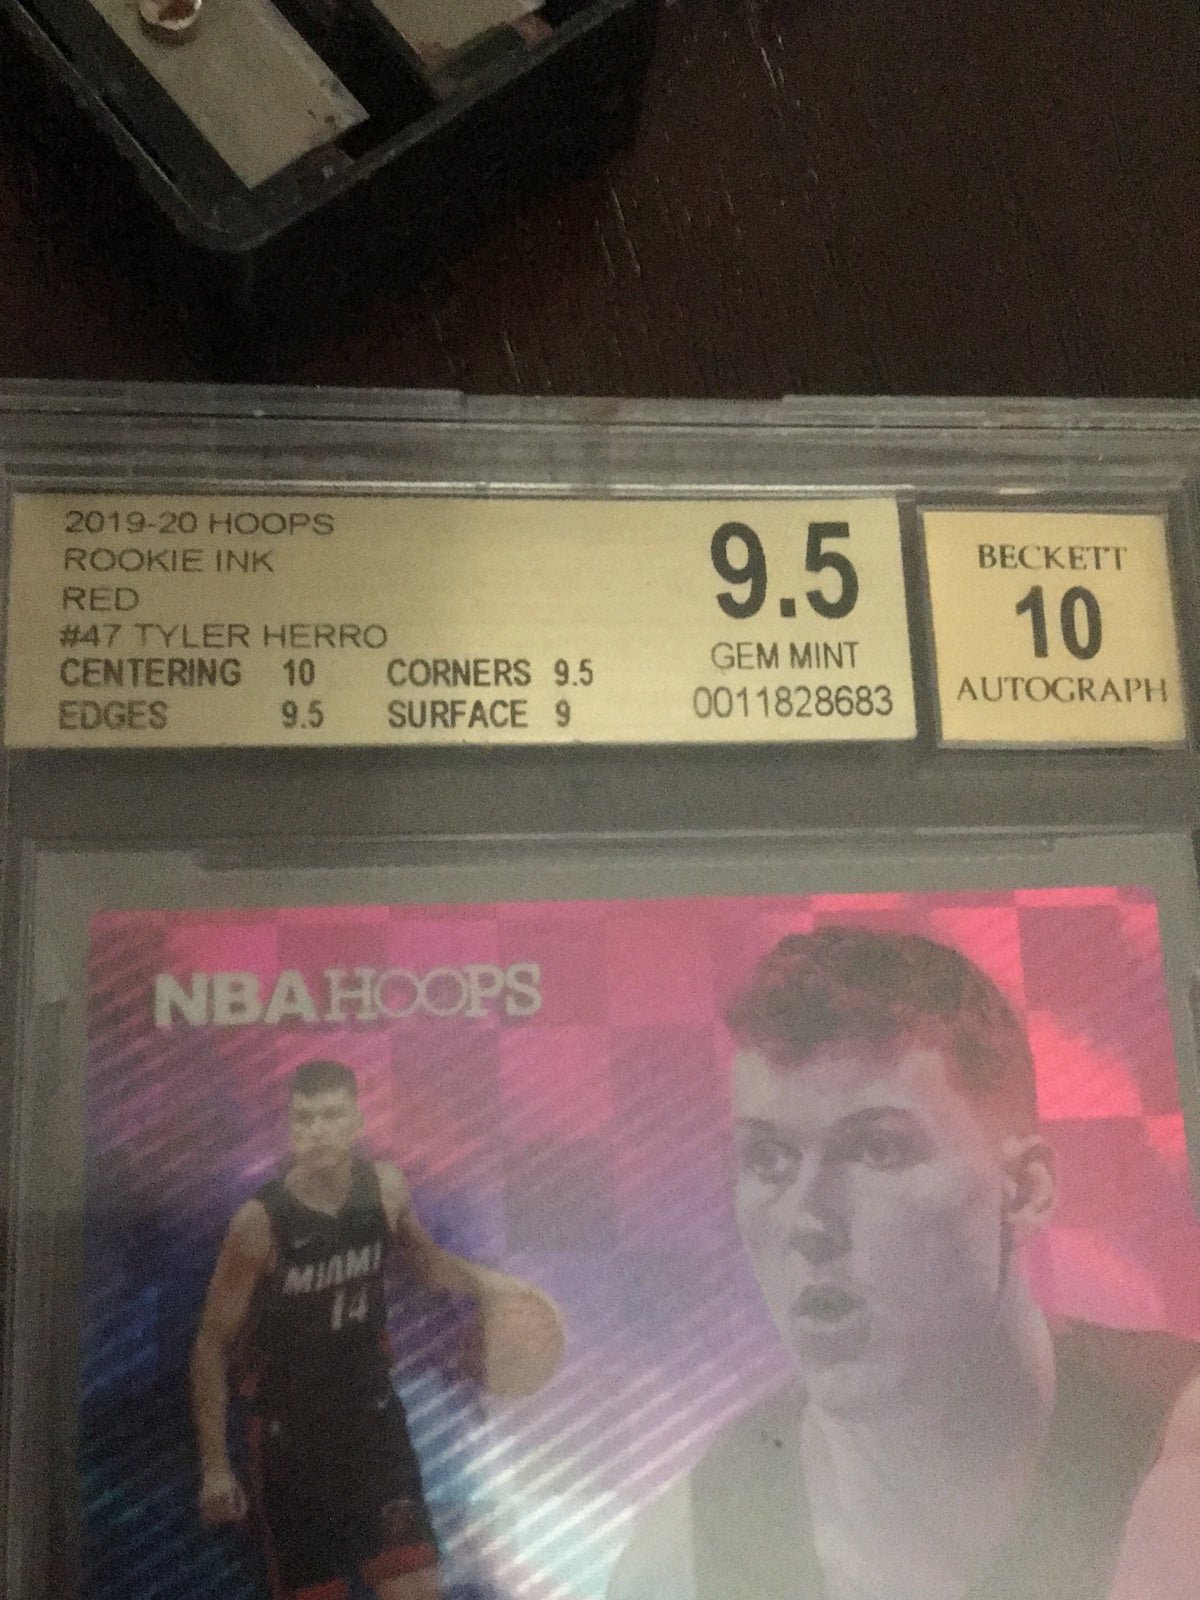 2019-20 HOOPS
ROOKIE INK
RED
#47 TYLER HERRO
CENTERING 10 CORNERS 9.5
EDGES 9.5 SURFACE 9
9.5
GEM MINT
0011828683
BECKETT
10
AUTOGRAPH
NBA HOOPS
MIAMI
14